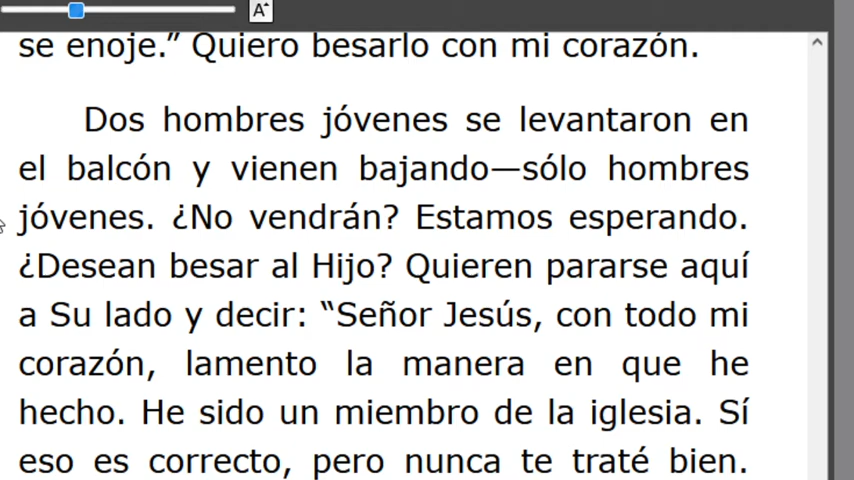 A
se enoje.” Quiero besarlo con mi corazón.
Dos hombres jóvenes se levantaron en
el balcón y vienen bajando—sólo hombres
jóvenes. ¿No vendrán? Estamos esperando.
¿Desean besar al Hijo? Quieren pararse aquí
a Su lado y decir: “Señor Jesús, con todo mi
corazón, lamento la manera en que he
hecho. He sido un miembro de la iglesia. Sí
eso es correcto, pero nunca te traté bien.